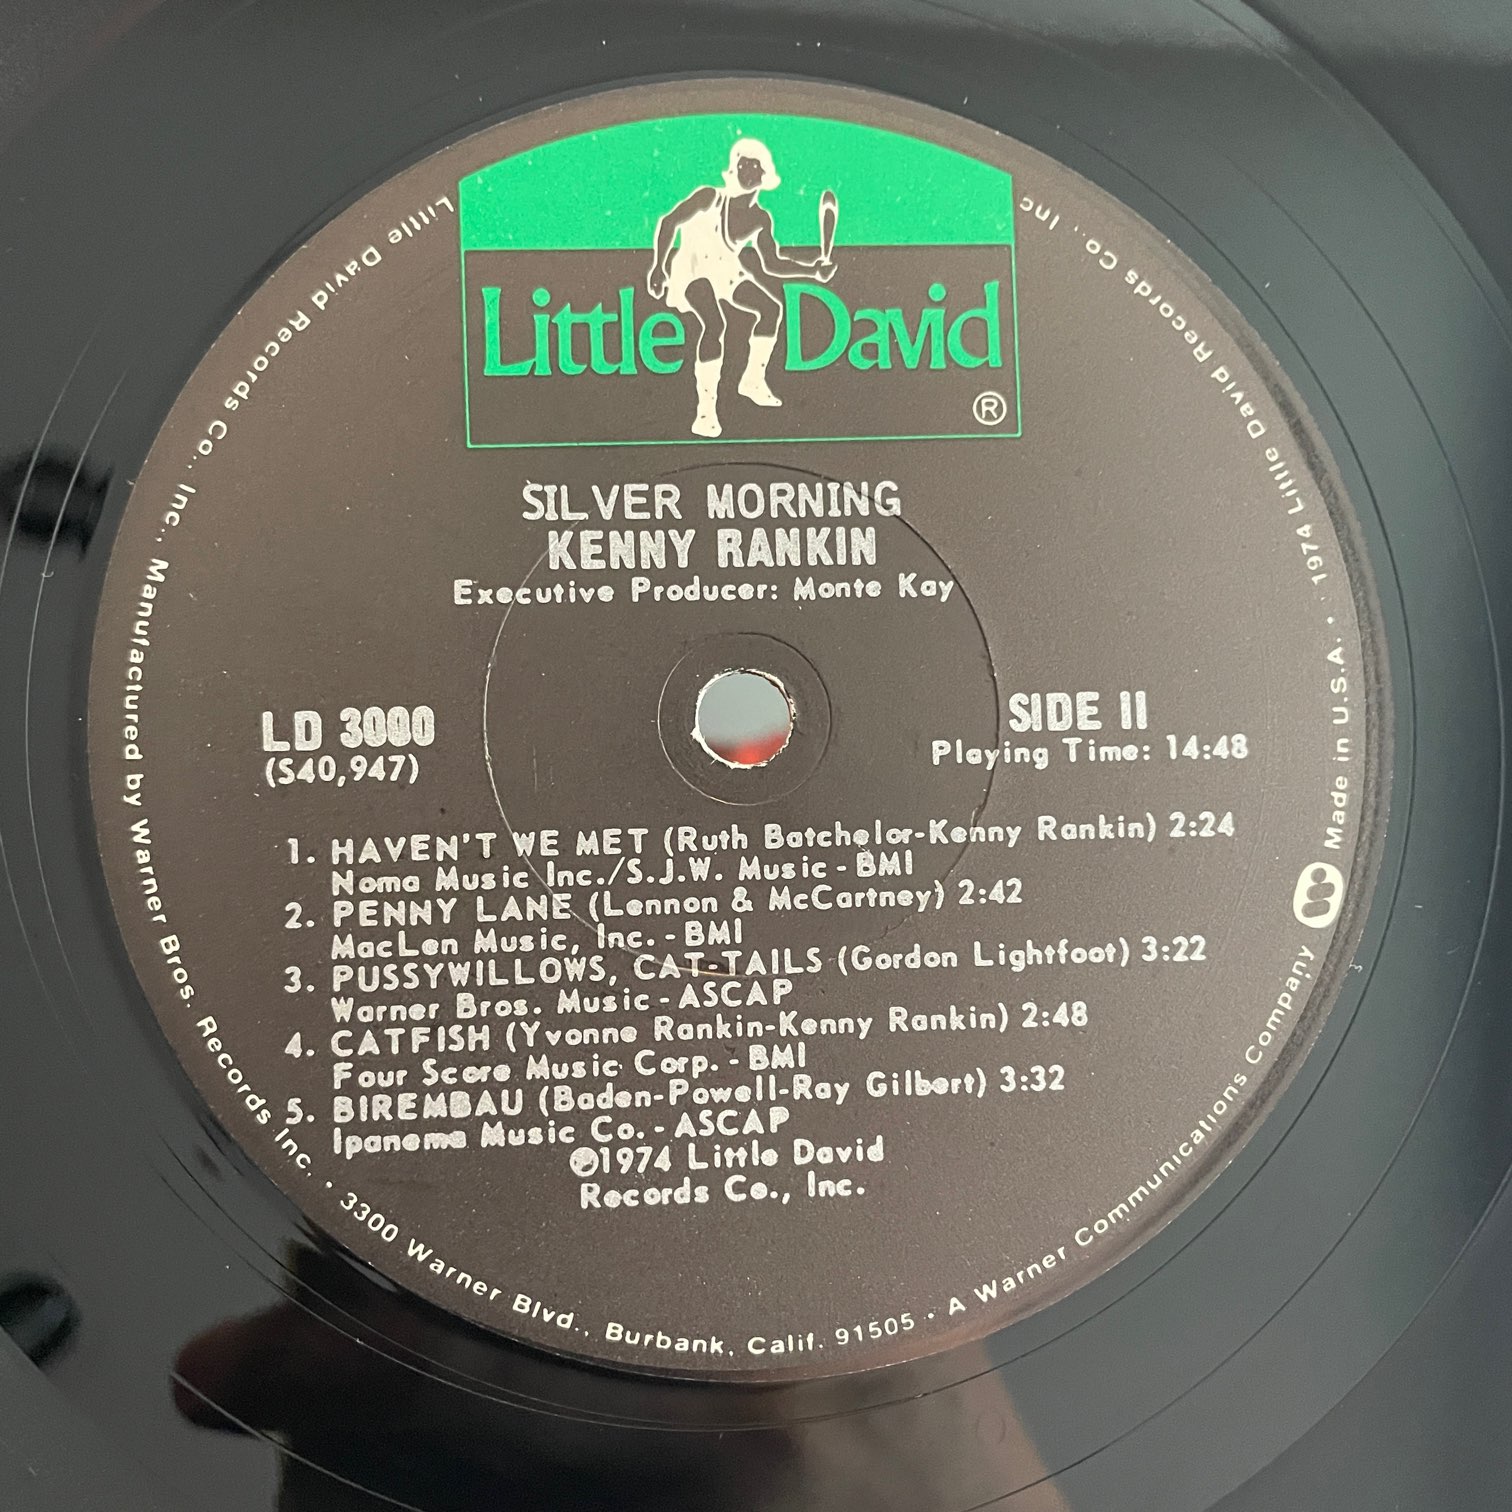 Little David
®
SILVER MORNING
KENNY RANKIN
Executive Producer: Monte Kay
LD 3000
(S40,947)
SIDE II
Playing Time: 14:48
1. HAVEN'T WE MET (Ruth Batchelor-Kenny Rankin) 2:24
Noma Music Inc./S.J.W. Music - BMI
2. PENNY LANE (Lennon & McCartney) 2:42
MacLen Music, Inc. - BMI
3. PUSSYWILLOWS, CAT-TAILS (Gordon Lightfoot) 3:22
Warner Bros. Music - ASCAP
4. CATFISH (Yvonne Rankin-Kenny Rankin) 2:48
Four Score Music Corp. - BMI
5. BIREMBAU (Baden-Powell-Ray Gilbert) 3:32
Ipanema Music Co. - ASCAP
℗1974 Little David
Records Co., Inc.
Little David Records Co., Inc., Manufactured by Warner Bros. Records Inc. • 3300 Warner Blvd., Burbank, Calif. 91505 • A Warner Communications Company Made in U.S.A. • 1974 Little David Records Co., Inc